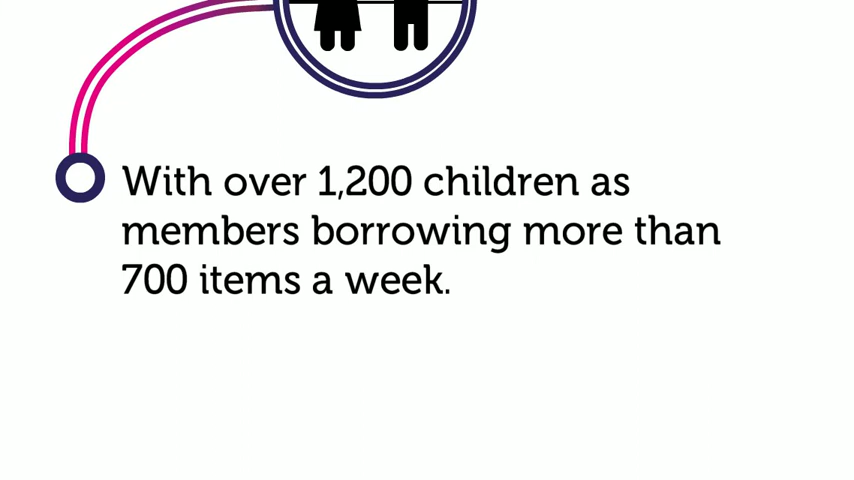 With over 1,200 children as
members borrowing more than
700 items a week.